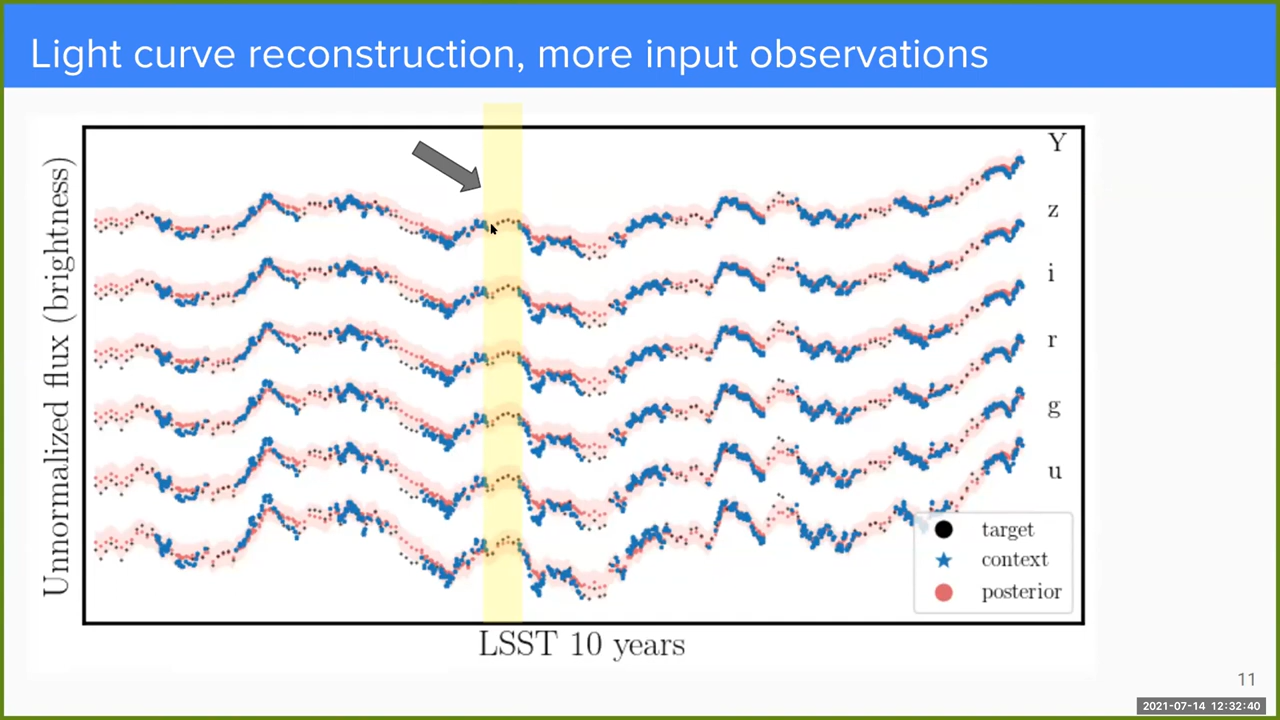 Light curve reconstruction, more input observations
Unnormalized flux (brightness)
Y
z
i
r
g
u
target
context
posterior
LSST 10 years
11
2021-07-14 12:32:40